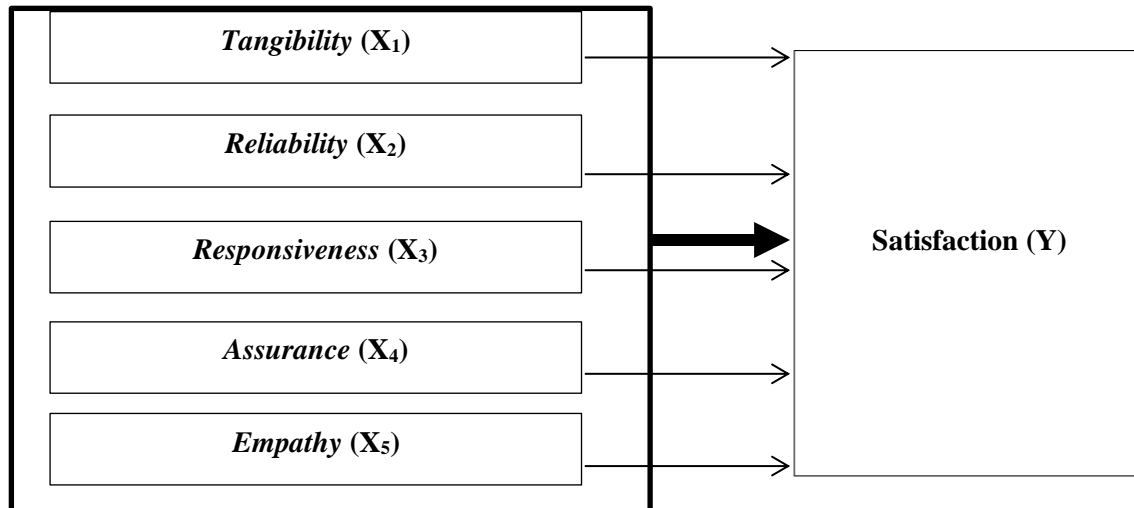 Tangibility (X₁)
Reliability (X₂)
Responsiveness (X₃)
Satisfaction (Y)
Assurance (X₄)
Empathy (X₅)